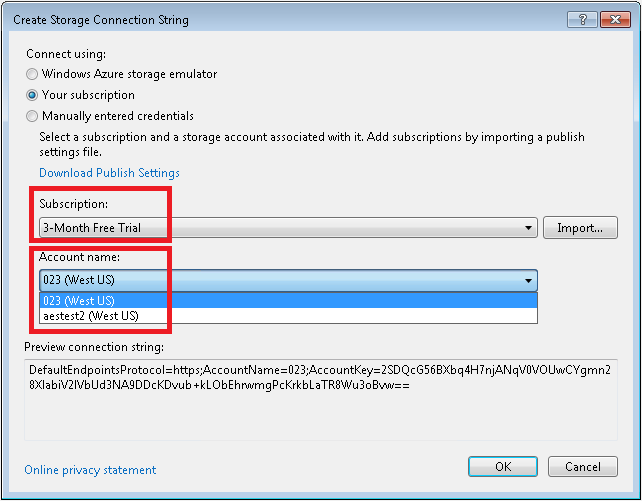 Create Storage Connection String
Connect using:
Windows Azure storage emulator
Your subscription
Manually entered credentials
Select a subscription and a storage account associated with it. Add subscriptions by importing a publish
settings file.
Download Publish Settings
Subscription:
3-Month Free Trial
Import...
Account name:
023 (West US)
023 (West US)
aestest2 (West US)
Preview connection string:
DefaultEndpointsProtocol=https;AccountName=023;AccountKey=2SDQcG56BXbq4H7njANqV0VOUwCYgmn2
8XIabiV2IVbUd3NA9DDcKDvub+kLObEhrwmgPcKrkbLaTR8Wu3oBvw==
Online privacy statement
OK
Cancel